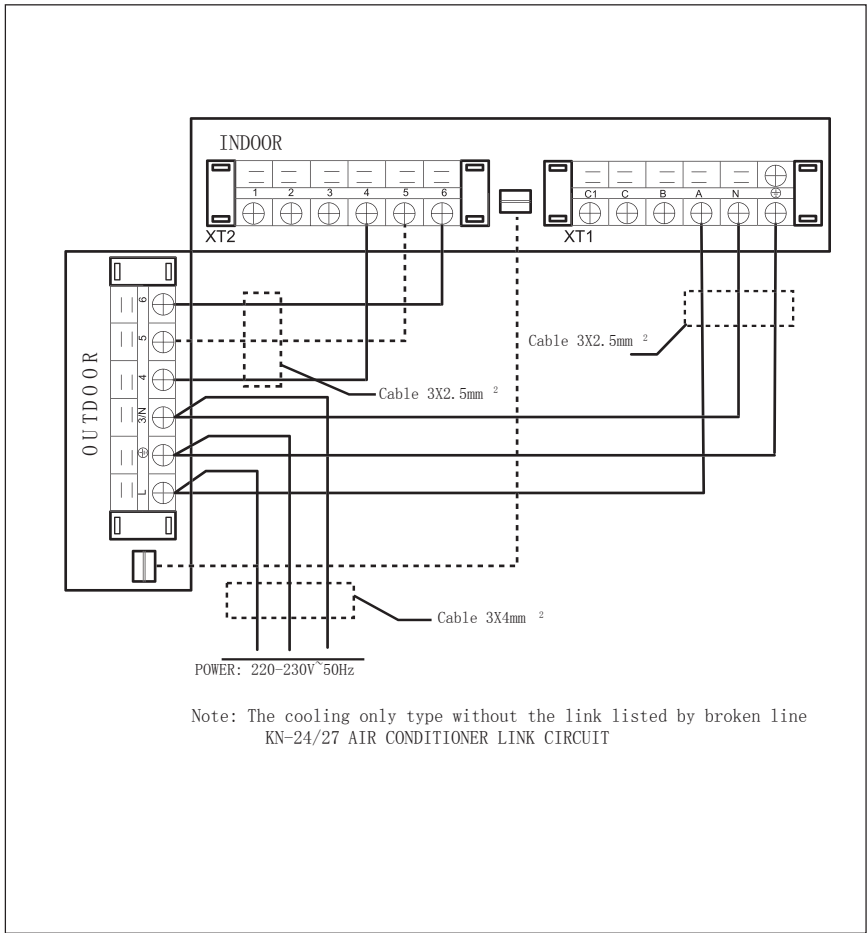 INDOOR
1 2 3 4 5 6
C1 C B A N
XT2
XT1
OUTDOOR
6
5
4
3/N
L
Cable 3X2.5mm ²
Cable 3X2.5mm ²
Cable 3X4mm ²
POWER: 220-230V~50Hz
Note: The cooling only type without the link listed by broken line
KN-24/27 AIR CONDITIONER LINK CIRCUIT